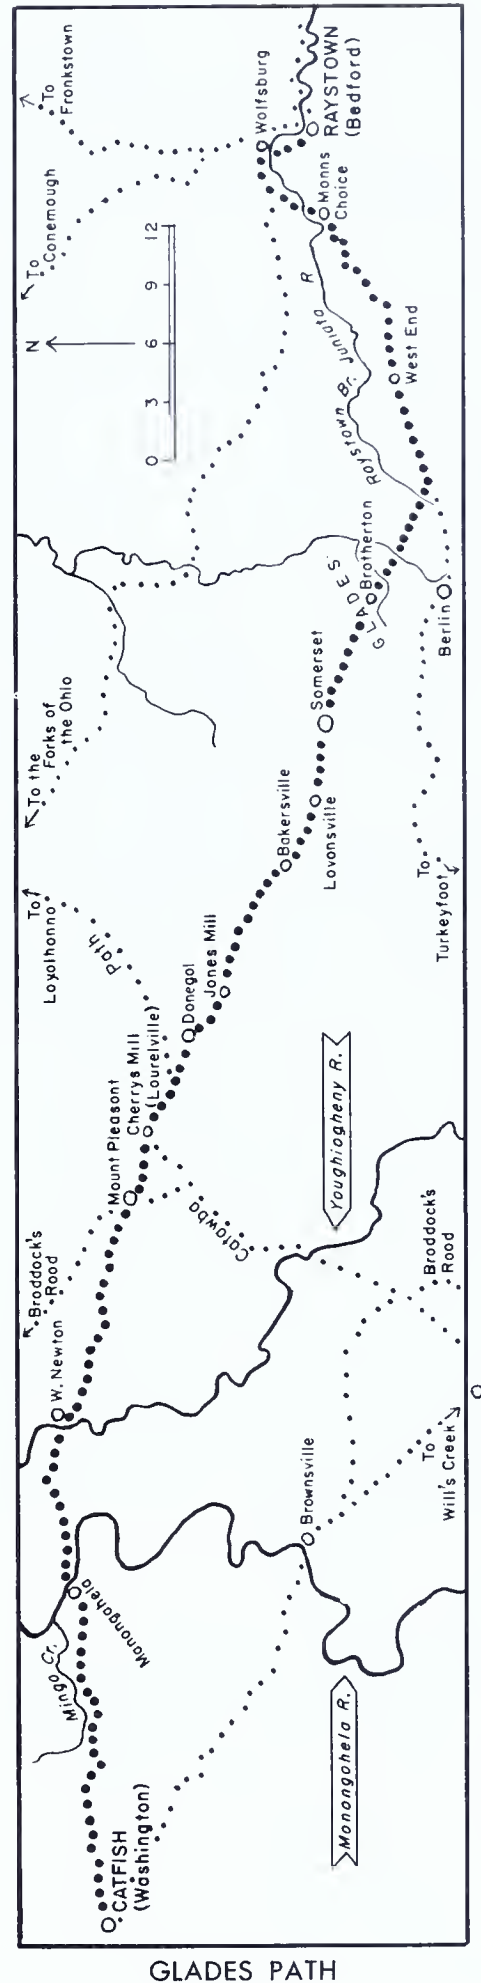 To
Frankstown
To
Conemaugh
N
0 3 6 9 12
Wolfsburg
RAYSTOWN
(Bedford)
Manns
Choice
West End
Raystown Br. Juniata R
GLADES
Brotherton
Berlin
Somerset
Lavansville
Bakersville
To the
Forks of
the Ohio
To
Turkeyfoot
To
Loyalhanna
Path
Jones Mill
Donegal
Cherrys Mill
(Laurelville)
Mount Pleasant
Catawba
Youghiogheny R.
Braddock's
Road
Braddock's
Road
W. Newton
To
Will's Creek
Brownsville
Monongahela
Mingo Cr.
Monongahela R.
CATFISH
(Washington)
GLADES PATH